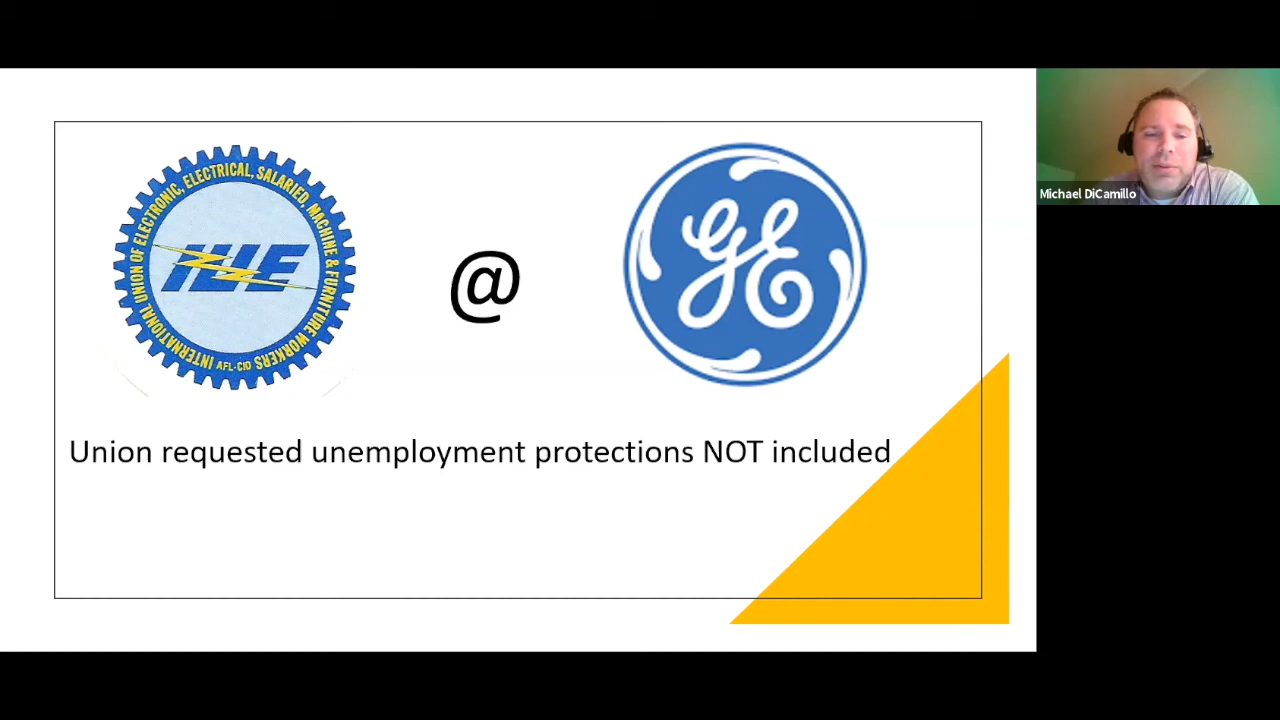 INTERNATIONAL UNION OF ELECTRONIC, ELECTRICAL, SALARIED, MACHINE & FURNITURE WORKERS
IUE
AFL-CIO
@
GE
Union requested unemployment protections NOT included
Michael DiCamillo